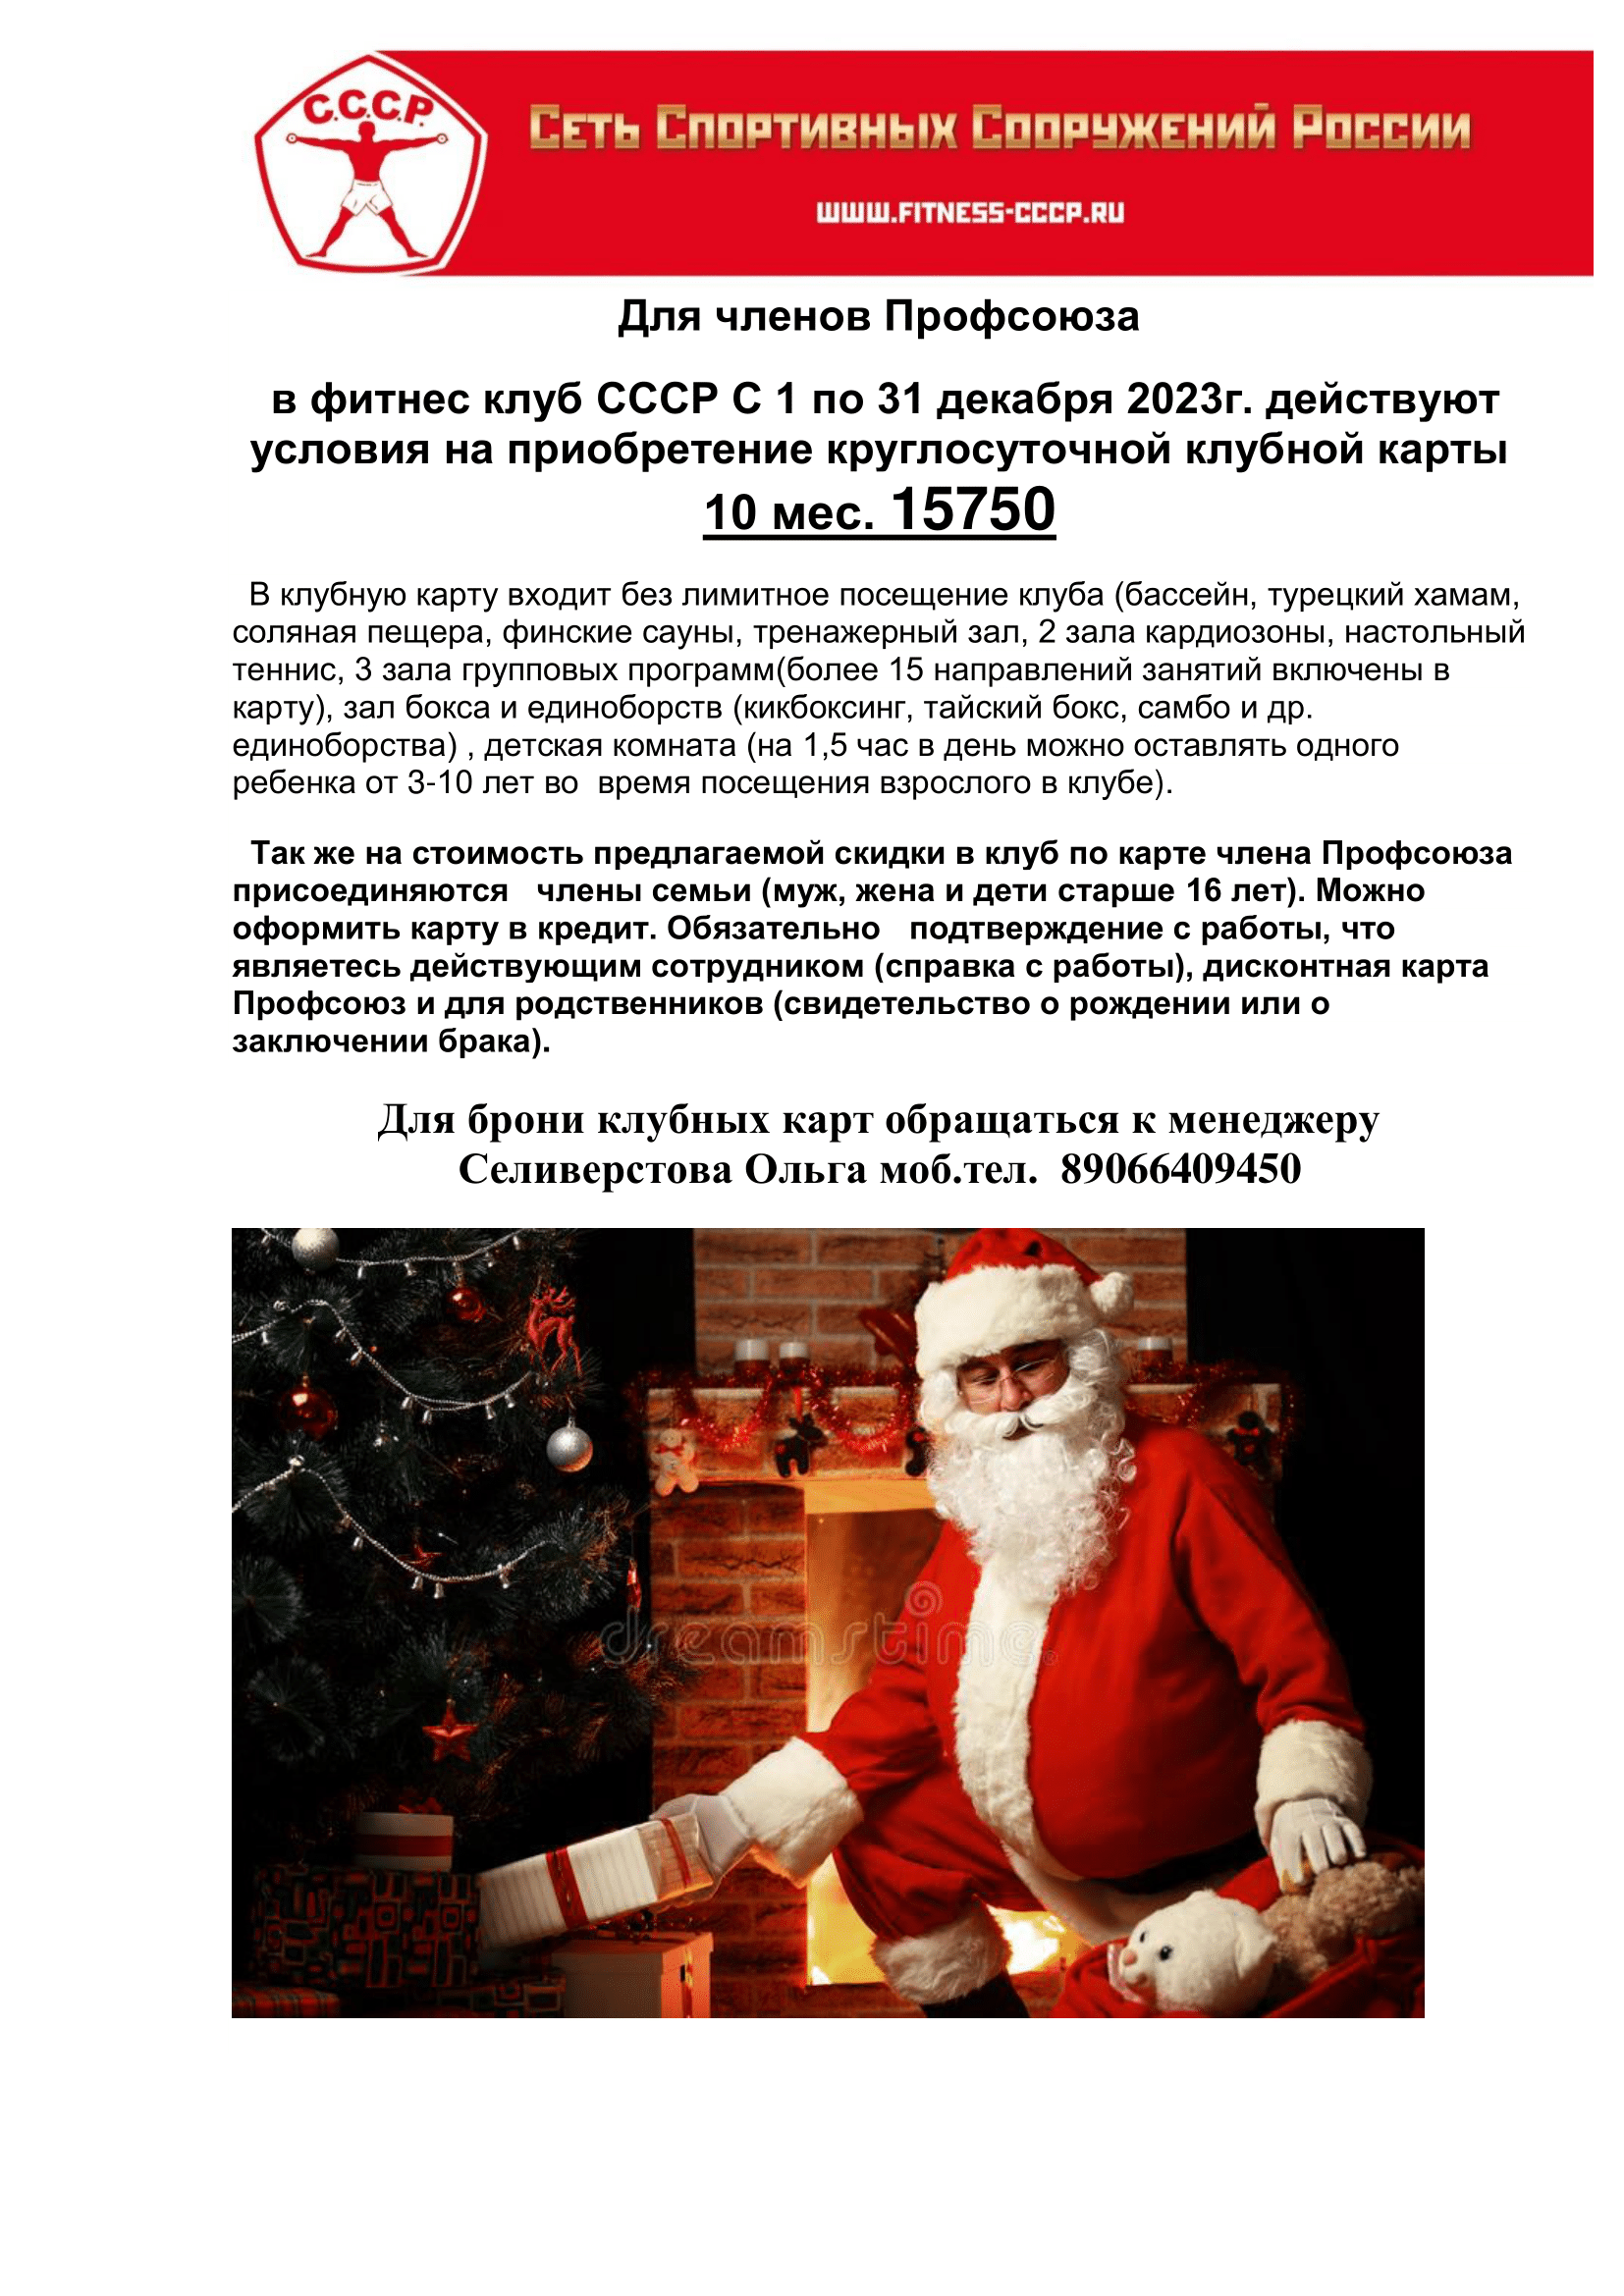 С.С.С.Р.
Сеть Спортивных Сооружений России
WWW.FITNESS-CCCP.RU
Для членов Профсоюза
в фитнес клуб СССР С 1 по 31 декабря 2023г. действуют
условия на приобретение круглосуточной клубной карты
10 мес. 15750
В клубную карту входит без лимитное посещение клуба (бассейн, турецкий хамам,
соляная пещера, финские сауны, тренажерный зал, 2 зала кардиозоны, настольный
теннис, 3 зала групповых программ(более 15 направлений занятий включены в
карту), зал бокса и единоборств (кикбоксинг, тайский бокс, самбо и др.
единоборства) , детская комната (на 1,5 час в день можно оставлять одного
ребенка от 3-10 лет во  время посещения взрослого в клубе).
Так же на стоимость предлагаемой скидки в клуб по карте члена Профсоюза
присоединяются   члены семьи (муж, жена и дети старше 16 лет). Можно
оформить карту в кредит. Обязательно   подтверждение с работы, что
являетесь действующим сотрудником (справка с работы), дисконтная карта
Профсоюз и для родственников (свидетельство о рождении или о
заключении брака).
Для брони клубных карт обращаться к менеджеру
Селиверстова Ольга моб.тел.  89066409450
dreamstime.